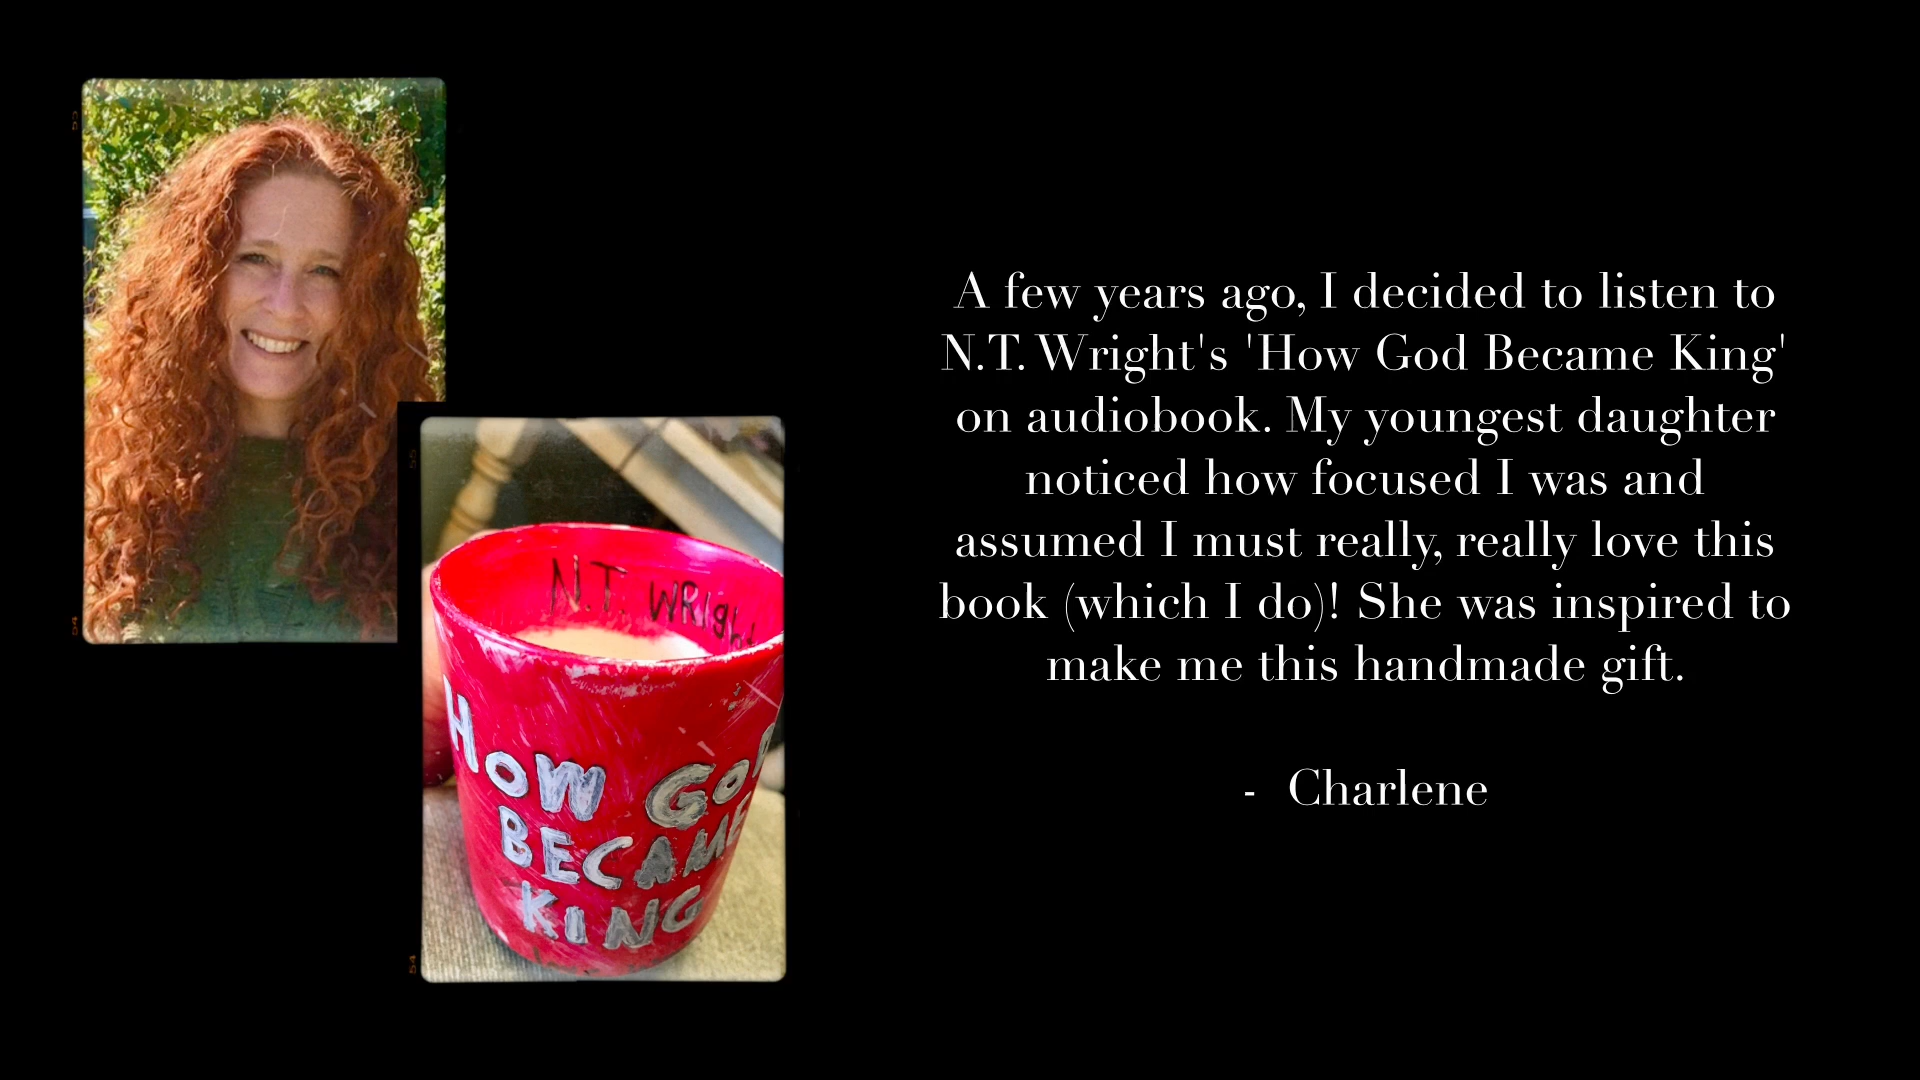 A few years ago, I decided to listen to
N.T. Wright's 'How God Became King'
on audiobook. My youngest daughter
noticed how focused I was and
assumed I must really, really love this
book (which I do)! She was inspired to
make me this handmade gift.
- Charlene
N.T. WRIght
HOW GOD
BECAME
KING
54
54